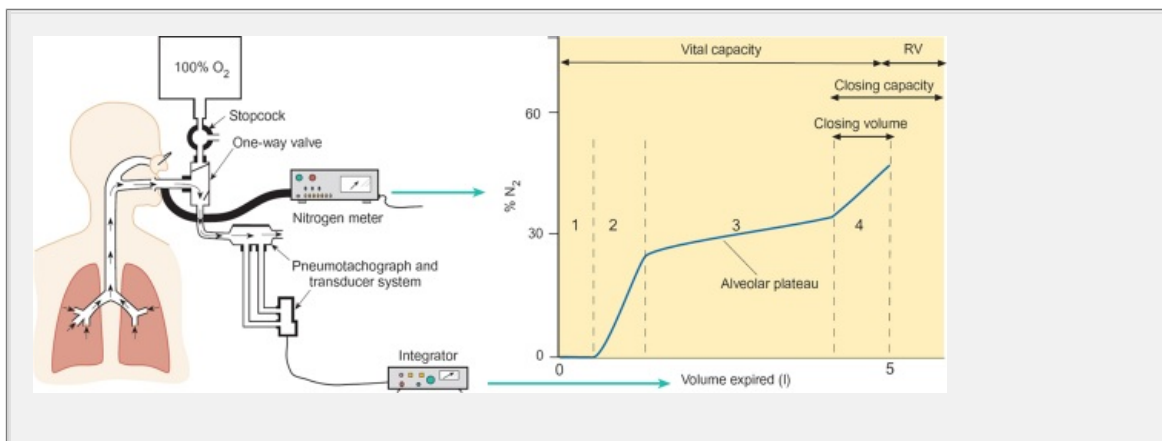 100% O2
Stopcock
One-way valve
Nitrogen meter
Pneumotachograph and
transducer system
Integrator
Vital capacity
RV
Closing capacity
Closing volume
60
% N2
30
1
2
3
4
Alveolar plateau
0
0
5
Volume expired (l)